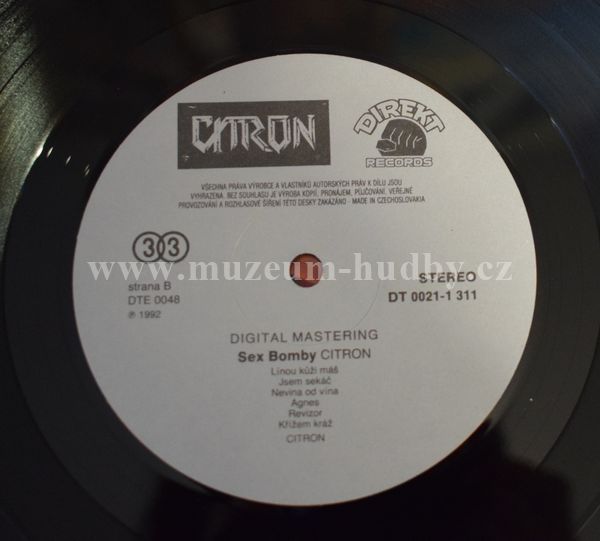 CITRON
DIREKT
RECORDS
VŠECHNA PRÁVA VÝROBCE A VLASTNÍKŮ AUTORSKÝCH PRÁV K DÍLU JSOU
VYHRAZENA. BEZ SOUHLASU JE VÝROBA KOPIÍ, PRONÁJEM, PŮJČOVÁNÍ, VEŘEJNÉ
PROVOZOVÁNÍ A ROZHLASOVÉ ŠÍŘENÍ TÉTO DESKY ZAKÁZÁNO - MADE IN CZECHOSLOVAKIA
33
www.muzeum-hudby.cz
strana B
DTE 0048
℗ 1992
STEREO
DT 0021-1 311
DIGITAL MASTERING
Sex Bomby CITRON
Línou kůži máš
Jsem sekáč
Nevina od vína
Agnes
Revizor
Křížem kráž
CITRON